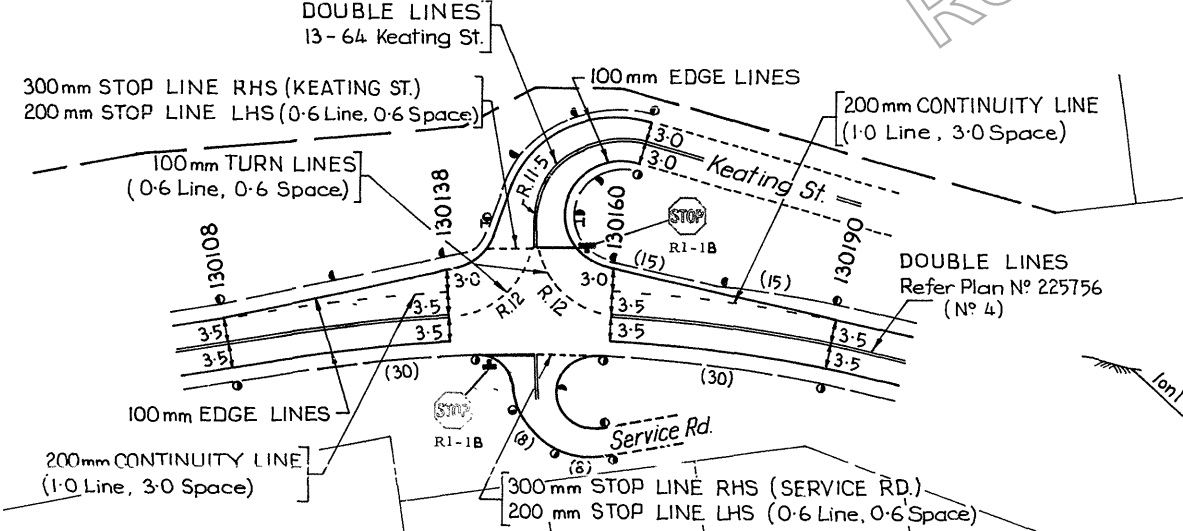 DOUBLE LINES
13-64 Keating St.
300mm STOP LINE RHS (KEATING ST.)
200 mm STOP LINE LHS (0·6 Line, 0·6 Space)
100mm EDGE LINES
200mm CONTINUITY LINE
(1·0 Line, 3·0 Space)
100mm TURN LINES
(0·6 Line, 0·6 Space)
3·0
3·0
R.11·5
Keating St.
130138
130160
STOP
R1-1B
130108
130190
(15)
(15)
DOUBLE LINES
Refer Plan Nº 225756
(Nº 4)
3·0
3·0
R.12
R.12
3·5
3·5
3·5
3·5
3·5
3·5
3·5
3·5
(30)
(30)
100mm EDGE LINES
STOP
R1-1B
(8)
(8)
Service Rd.
200mm CONTINUITY LINE
(1·0 Line, 3·0 Space)
300mm STOP LINE RHS (SERVICE RD.)
200 mm STOP LINE LHS (0·6 Line, 0·6 Space)